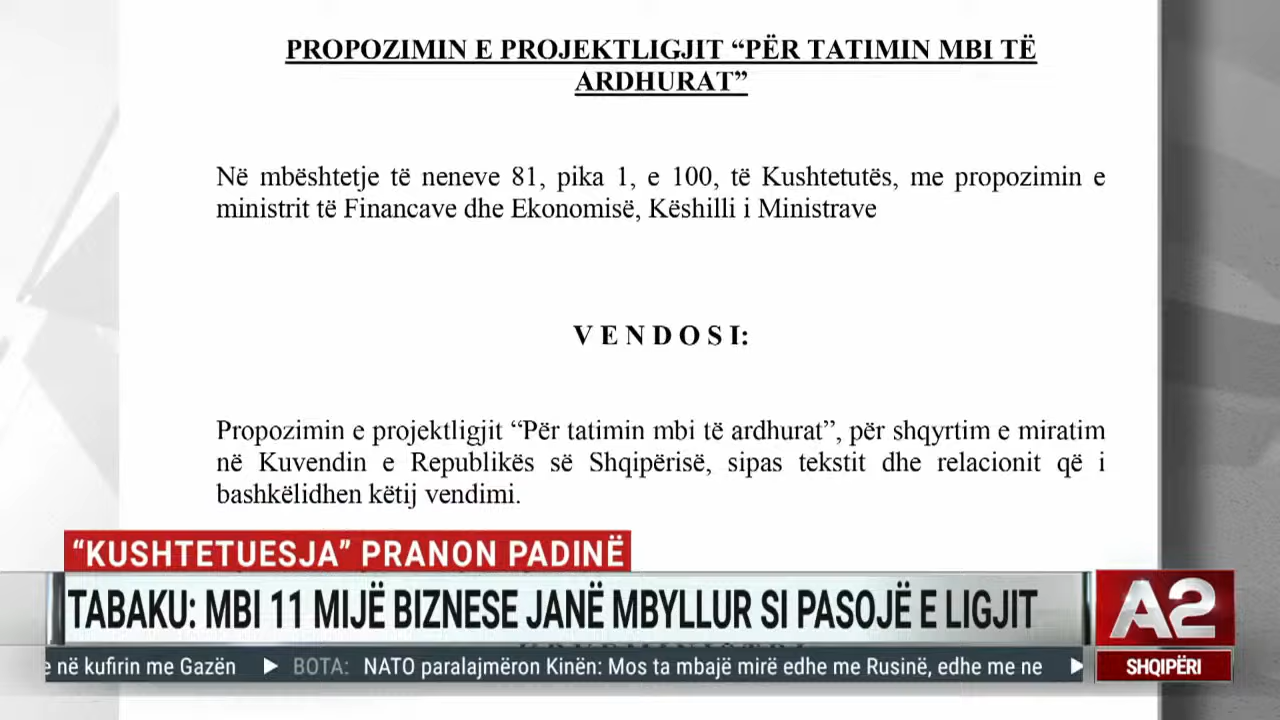 PROPOZIMIN E PROJEKTLIGJIT “PËR TATIMIN MBI TË
ARDHURAT”
Në mbështetje të neneve 81, pika 1, e 100, të Kushtetutës, me propozimin e
ministrit të Financave dhe Ekonomisë, Këshilli i Ministrave
V E N D O S I:
Propozimin e projektligjit “Për tatimin mbi të ardhurat”, për shqyrtim e miratim
në Kuvendin e Republikës së Shqipërisë, sipas tekstit dhe relacionit që i
bashkëlidhen këtij vendimi.
“KUSHTETUESJA” PRANON PADINË
TABAKU: MBI 11 MIJË BIZNESE JANË MBYLLUR SI PASOJË E LIGJIT
A2
e në kufirin me Gazën ▶ BOTA: NATO paralajmëron Kinën: Mos ta mbajë mirë edhe me Rusinë, edhe me ne ▶
SHQIPËRI